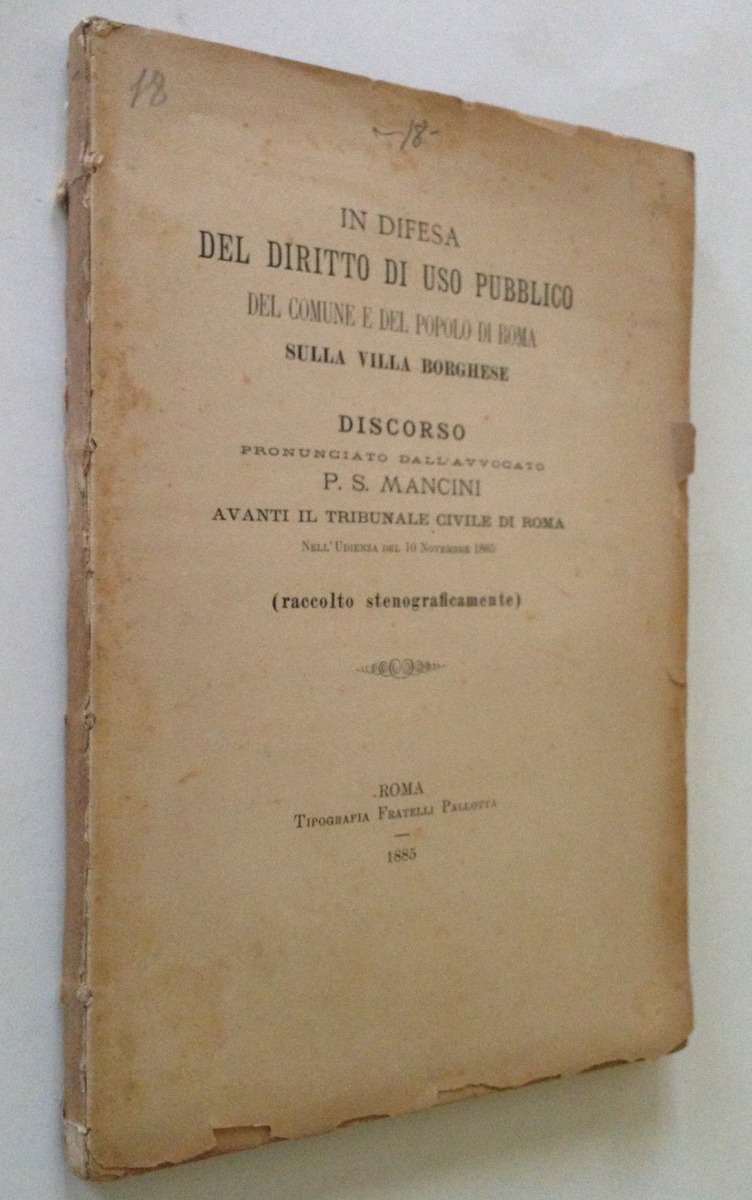 18
-18-
IN DIFESA
DEL DIRITTO DI USO PUBBLICO
DEL COMUNE E DEL POPOLO DI ROMA
SULLA VILLA BORGHESE
DISCORSO
PRONUNCIATO DALL'AVVOCATO
P. S. MANCINI
AVANTI IL TRIBUNALE CIVILE DI ROMA
NELL'UDIENZA DEL 10 NOVEMBRE 1885
(raccolto stenograficamente)
ROMA
TIPOGRAFIA FRATELLI PALLOTTA
1885